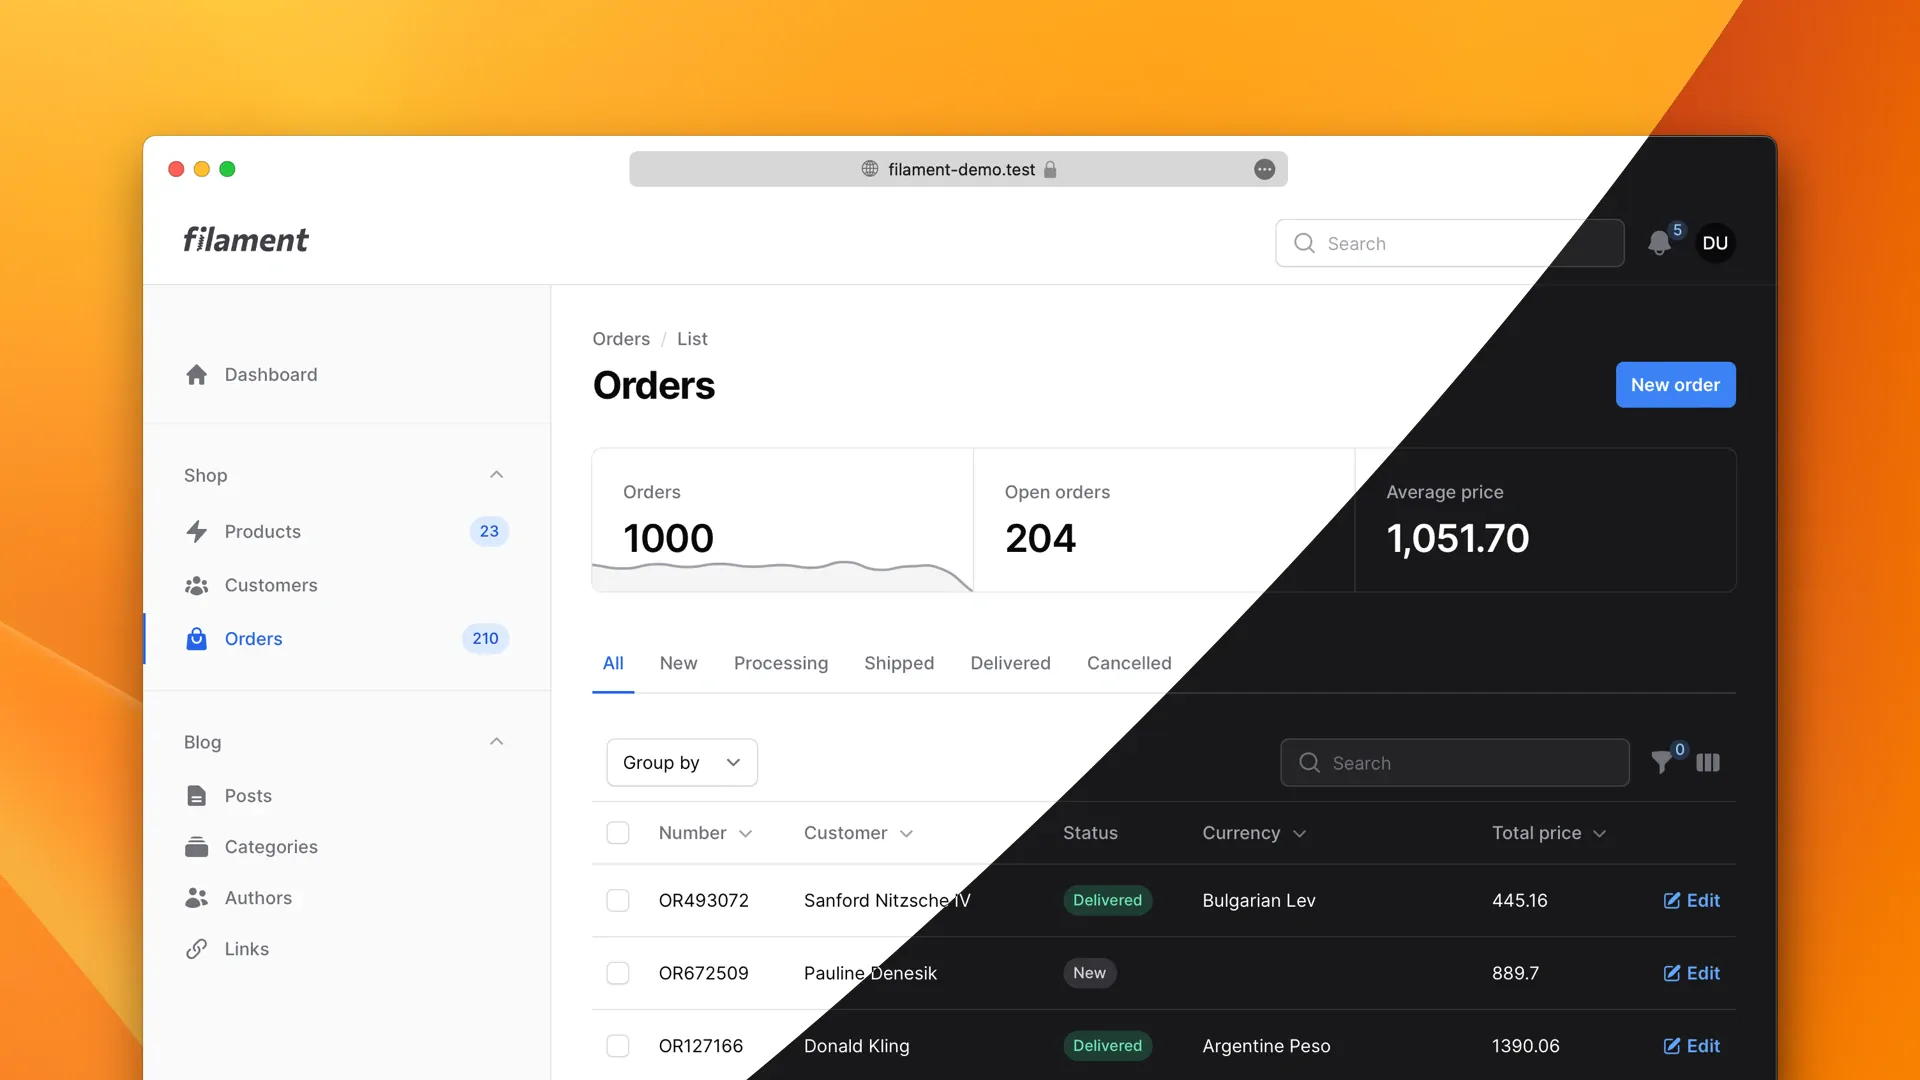 filament-demo.test
filament
Search
5
DU
Dashboard
Shop
Products 23
Customers
Orders 210
Blog
Posts
Categories
Authors
Links
Orders / List
Orders
New order
Orders
1000
Open orders
204
Average price
1,051.70
All New Processing Shipped Delivered Cancelled
Group by
Search
0
Number Customer Status Currency Total price
OR493072 Sanford Nitzsche IV Delivered Bulgarian Lev 445.16 Edit
OR672509 Pauline Denesik New 889.7 Edit
OR127166 Donald Kling Delivered Argentine Peso 1390.06 Edit